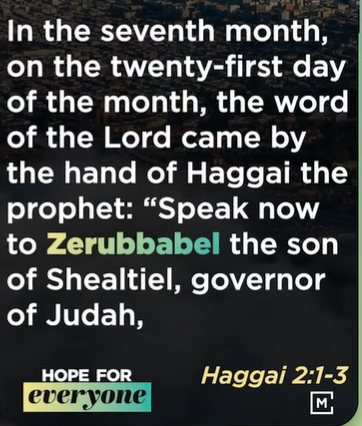 In the seventh month,
on the twenty-first day
of the month, the word
of the Lord came by
the hand of Haggai the
prophet: “Speak now
to Zerubbabel the son
of Shealtiel, governor
of Judah,
HOPE FOR
everyone
Haggai 2:1-3
M